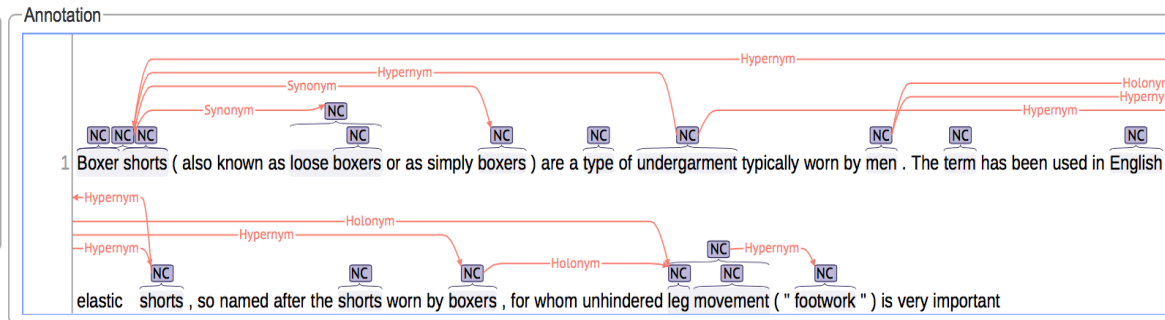 Annotation
Hypernym
Hypernym Holono
Synonym Hyperny
Synonym NC Hypernym
NC NC NC NC NC NC NC NC NC NC
1 Boxer shorts ( also known as loose boxers or as simply boxers ) are a type of undergarment typically worn by men . The term has been used in English
Hypernym
Holonym
Hypernym
Hypernym NC Hypernym
NC NC NC Holonym NC NC NC
elastic shorts , so named after the shorts worn by boxers , for whom unhindered leg movement ( " footwork " ) is very important